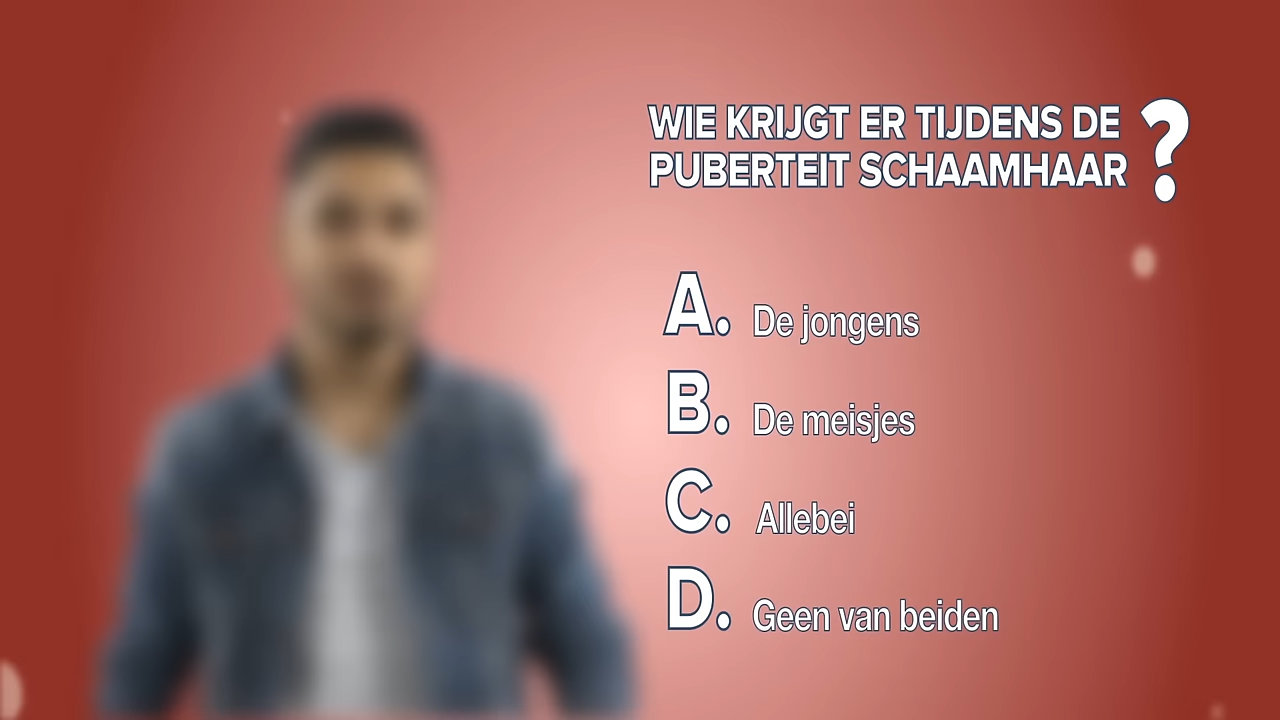 WIE KRIJGT ER TIJDENS DE
PUBERTEIT SCHAAMHAAR?
A. De jongens
B. De meisjes
C. Allebei
D. Geen van beiden